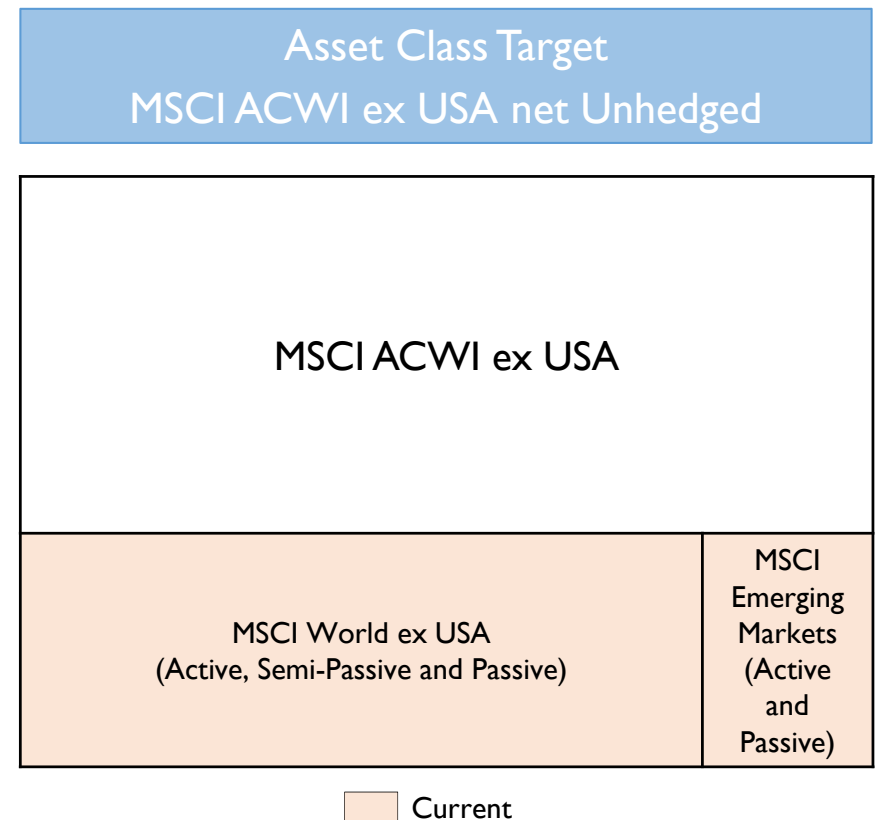 Asset Class Target
MSCI ACWI ex USA net Unhedged
MSCI ACWI ex USA
MSCI World ex USA
(Active, Semi-Passive and Passive)
MSCI
Emerging
Markets
(Active
and
Passive)
Current